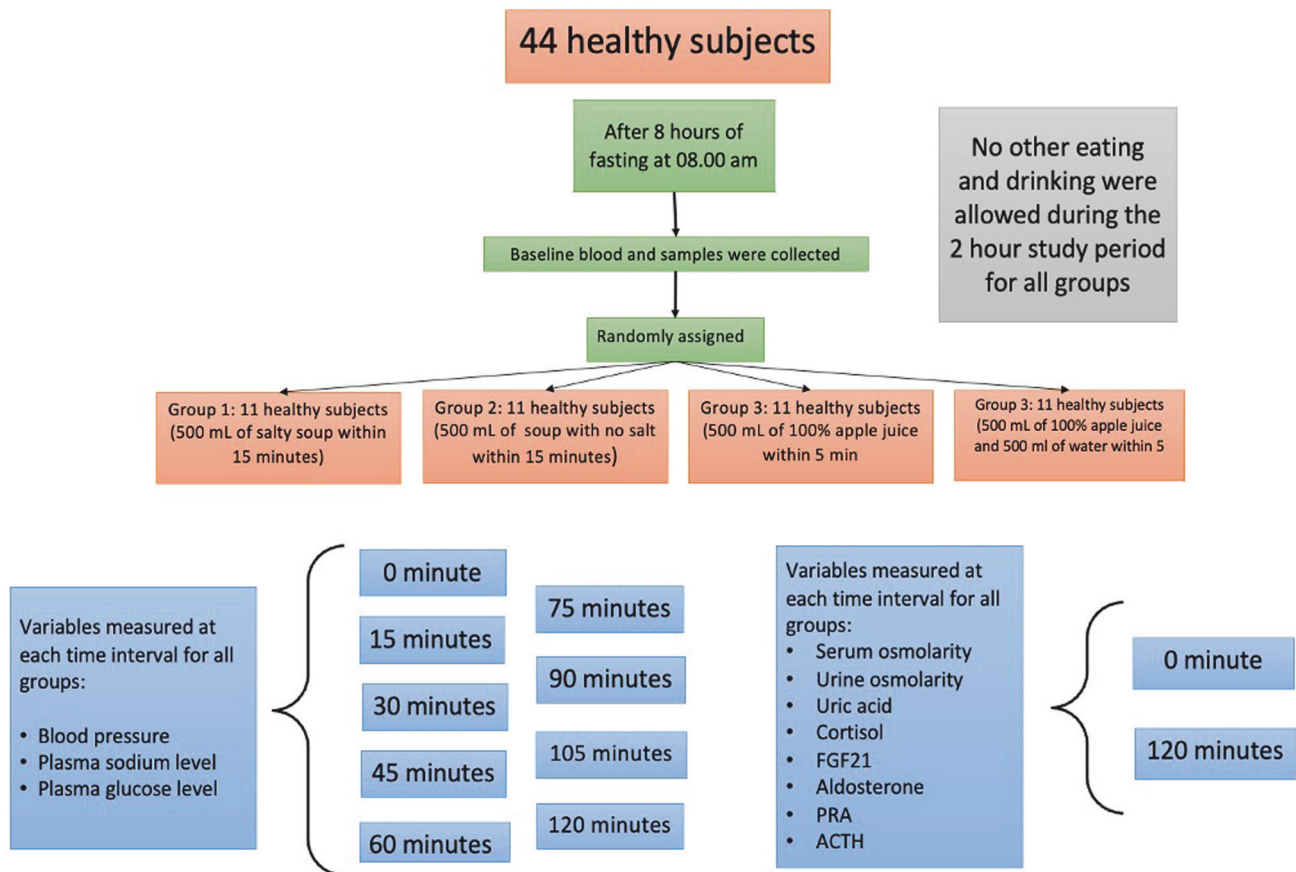 44 healthy subjects
After 8 hours of
fasting at 08.00 am
No other eating
and drinking were
allowed during the
2 hour study period
for all groups
Baseline blood and samples were collected
Randomly assigned
Group 1: 11 healthy subjects
(500 mL of salty soup within
15 minutes)
Group 2: 11 healthy subjects
(500 mL of soup with no salt
within 15 minutes)
Group 3: 11 healthy subjects
(500 mL of 100% apple juice
within 5 min
Group 3: 11 healthy subjects
(500 mL of 100% apple juice
and 500 ml of water within 5
Variables measured at
each time interval for all
groups:
• Blood pressure
• Plasma sodium level
• Plasma glucose level
0 minute
15 minutes
30 minutes
45 minutes
60 minutes
75 minutes
90 minutes
105 minutes
120 minutes
Variables measured at
each time interval for all
groups:
• Serum osmolarity
• Urine osmolarity
• Uric acid
• Cortisol
• FGF21
• Aldosterone
• PRA
• ACTH
0 minute
120 minutes